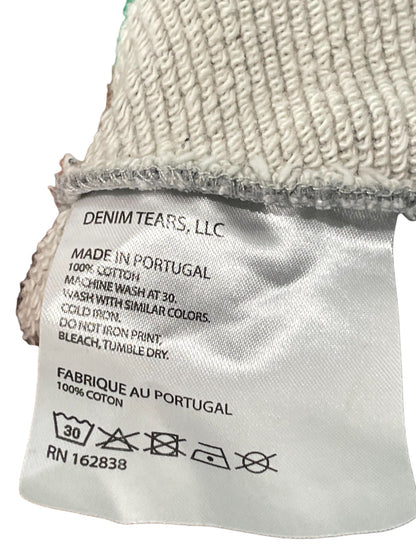 DENIM TEARS, LLC
MADE IN PORTUGAL
100% COTTON
MACHINE WASH AT 30.
WASH WITH SIMILAR COLORS.
COLD IRON.
DO NOT IRON PRINT,
BLEACH, TUMBLE DRY.
FABRIQUE AU PORTUGAL
100% COTON
30
RN 162838